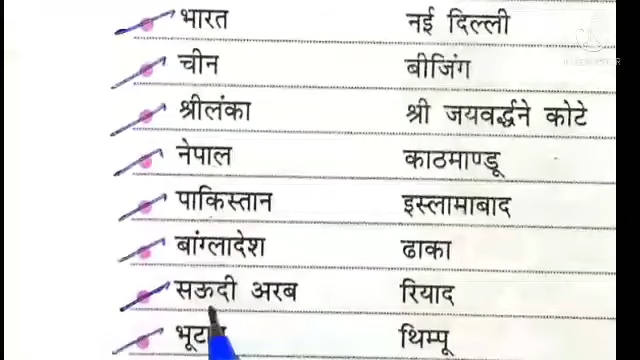 भारत नई दिल्ली
चीन बीजिंग
श्रीलंका श्री जयवर्द्धने कोटे
नेपाल काठमाण्डू
पाकिस्तान इस्लामाबाद
बांग्लादेश ढाका
सऊदी अरब रियाद
थिम्पू